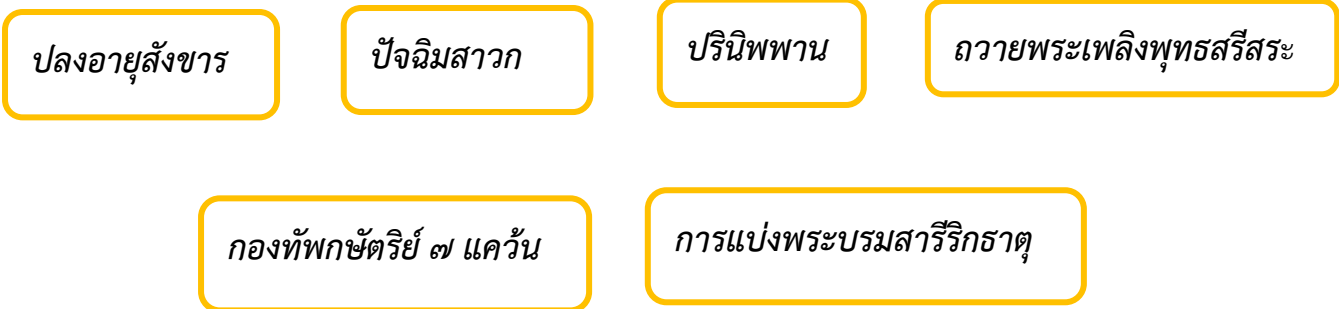 ปลงอายุสังขาร
ปัจฉิมสาวก
ปรินิพพาน
ถวายพระเพลิงพุทธสรีสระ
กองทัพกษัตริย์ ๗ แคว้น
การแบ่งพระบรมสารีริกธาตุ